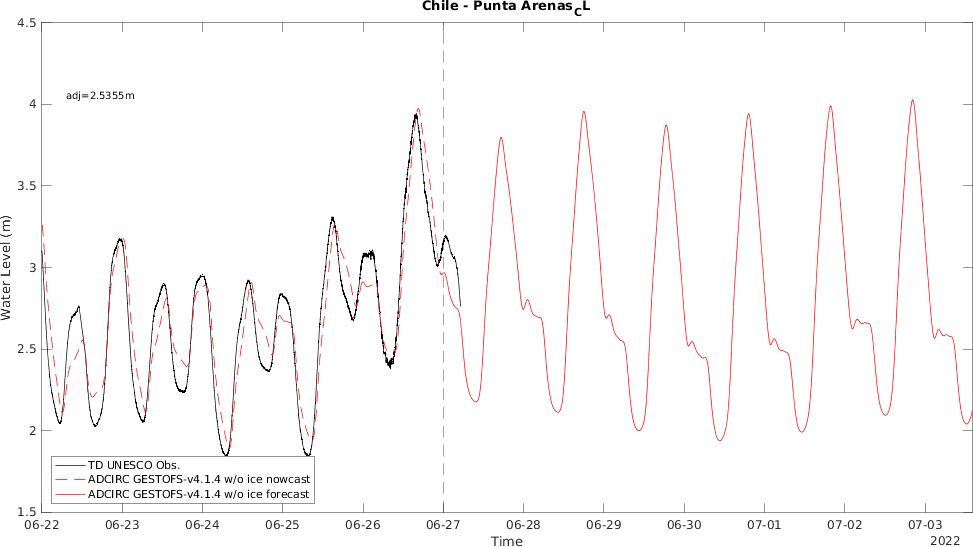 Chile - Punta Arenas_CL
4.5
4
3.5
3
2.5
2
1.5
Water Level (m)
adj=2.5355m
TD UNESCO Obs.
ADCIRC GESTOFS-v4.1.4 w/o ice nowcast
ADCIRC GESTOFS-v4.1.4 w/o ice forecast
06-22 06-23 06-24 06-25 06-26 06-27 06-28 06-29 06-30 07-01 07-02 07-03
Time
2022